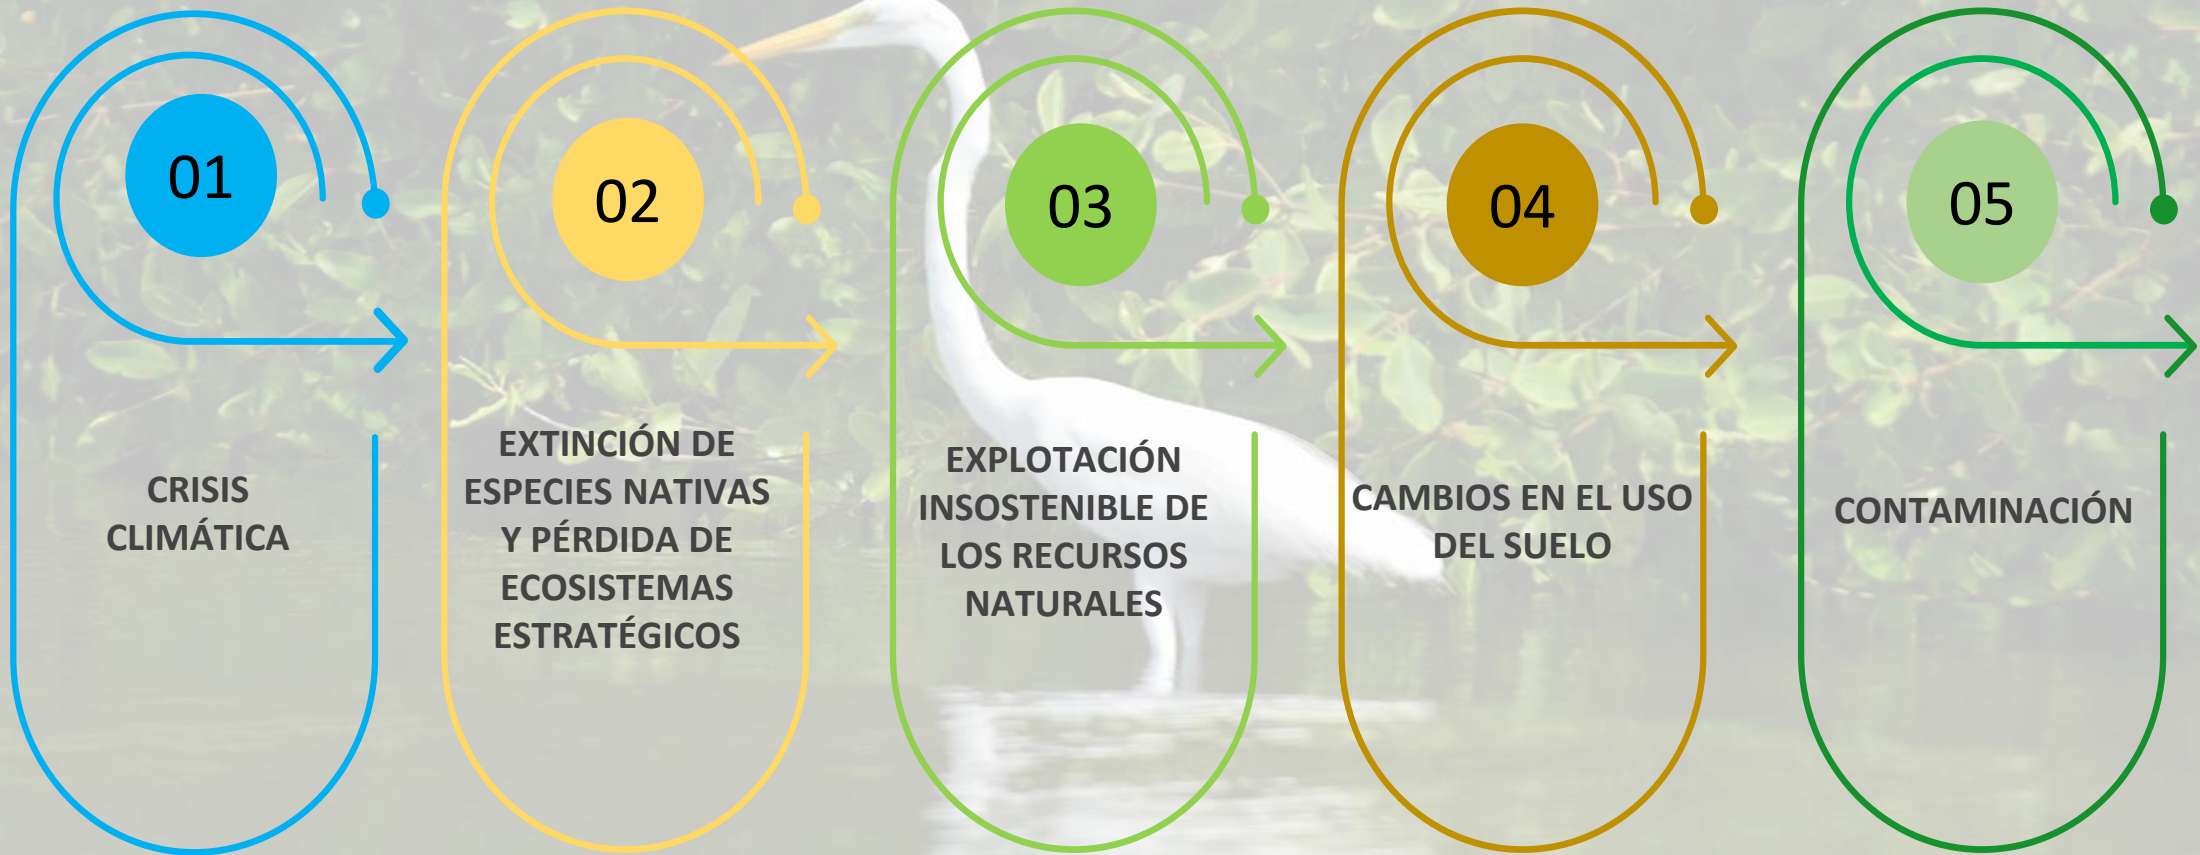 01
CRISIS
CLIMÁTICA
02
EXTINCIÓN DE
ESPECIES NATIVAS
Y PÉRDIDA DE
ECOSISTEMAS
ESTRATÉGICOS
03
EXPLOTACIÓN
INSOSTENIBLE DE
LOS RECURSOS
NATURALES
04
CAMBIOS EN EL USO
DEL SUELO
05
CONTAMINACIÓN